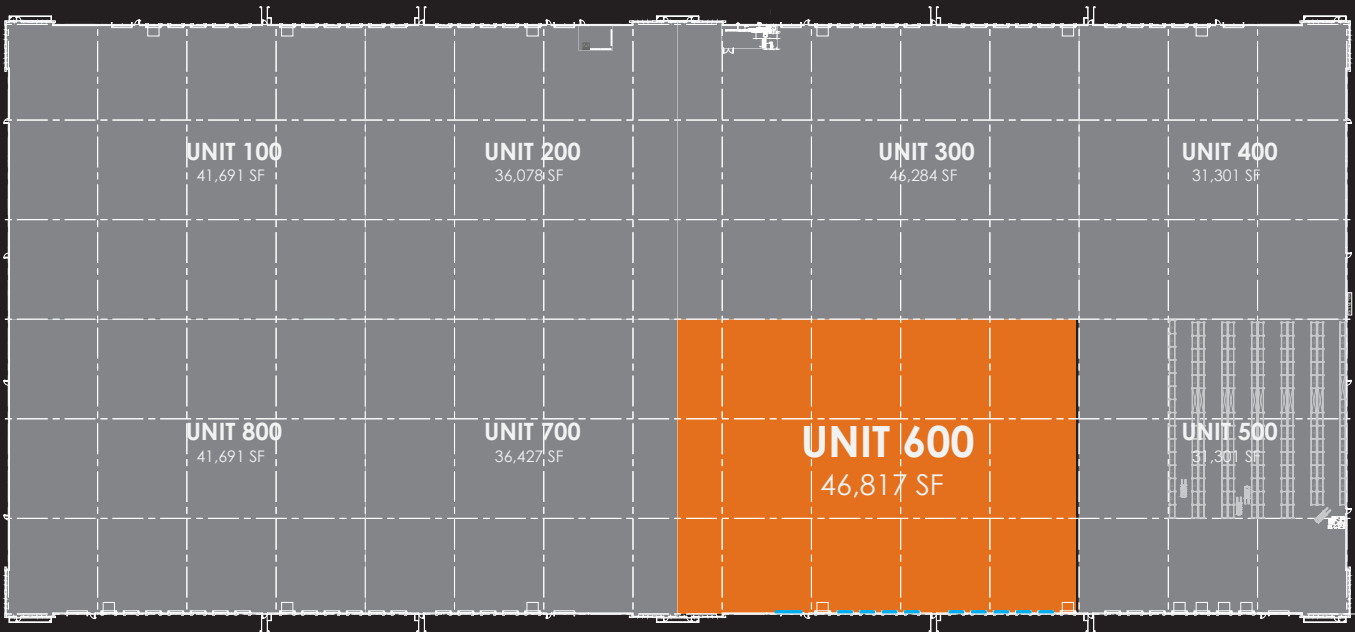 UNIT 100
41,691 SF
UNIT 200
36,078 SF
UNIT 300
46,284 SF
UNIT 400
31,301 SF
UNIT 800
41,691 SF
UNIT 700
36,427 SF
UNIT 600
46,817 SF
UNIT 500
31,301 SF